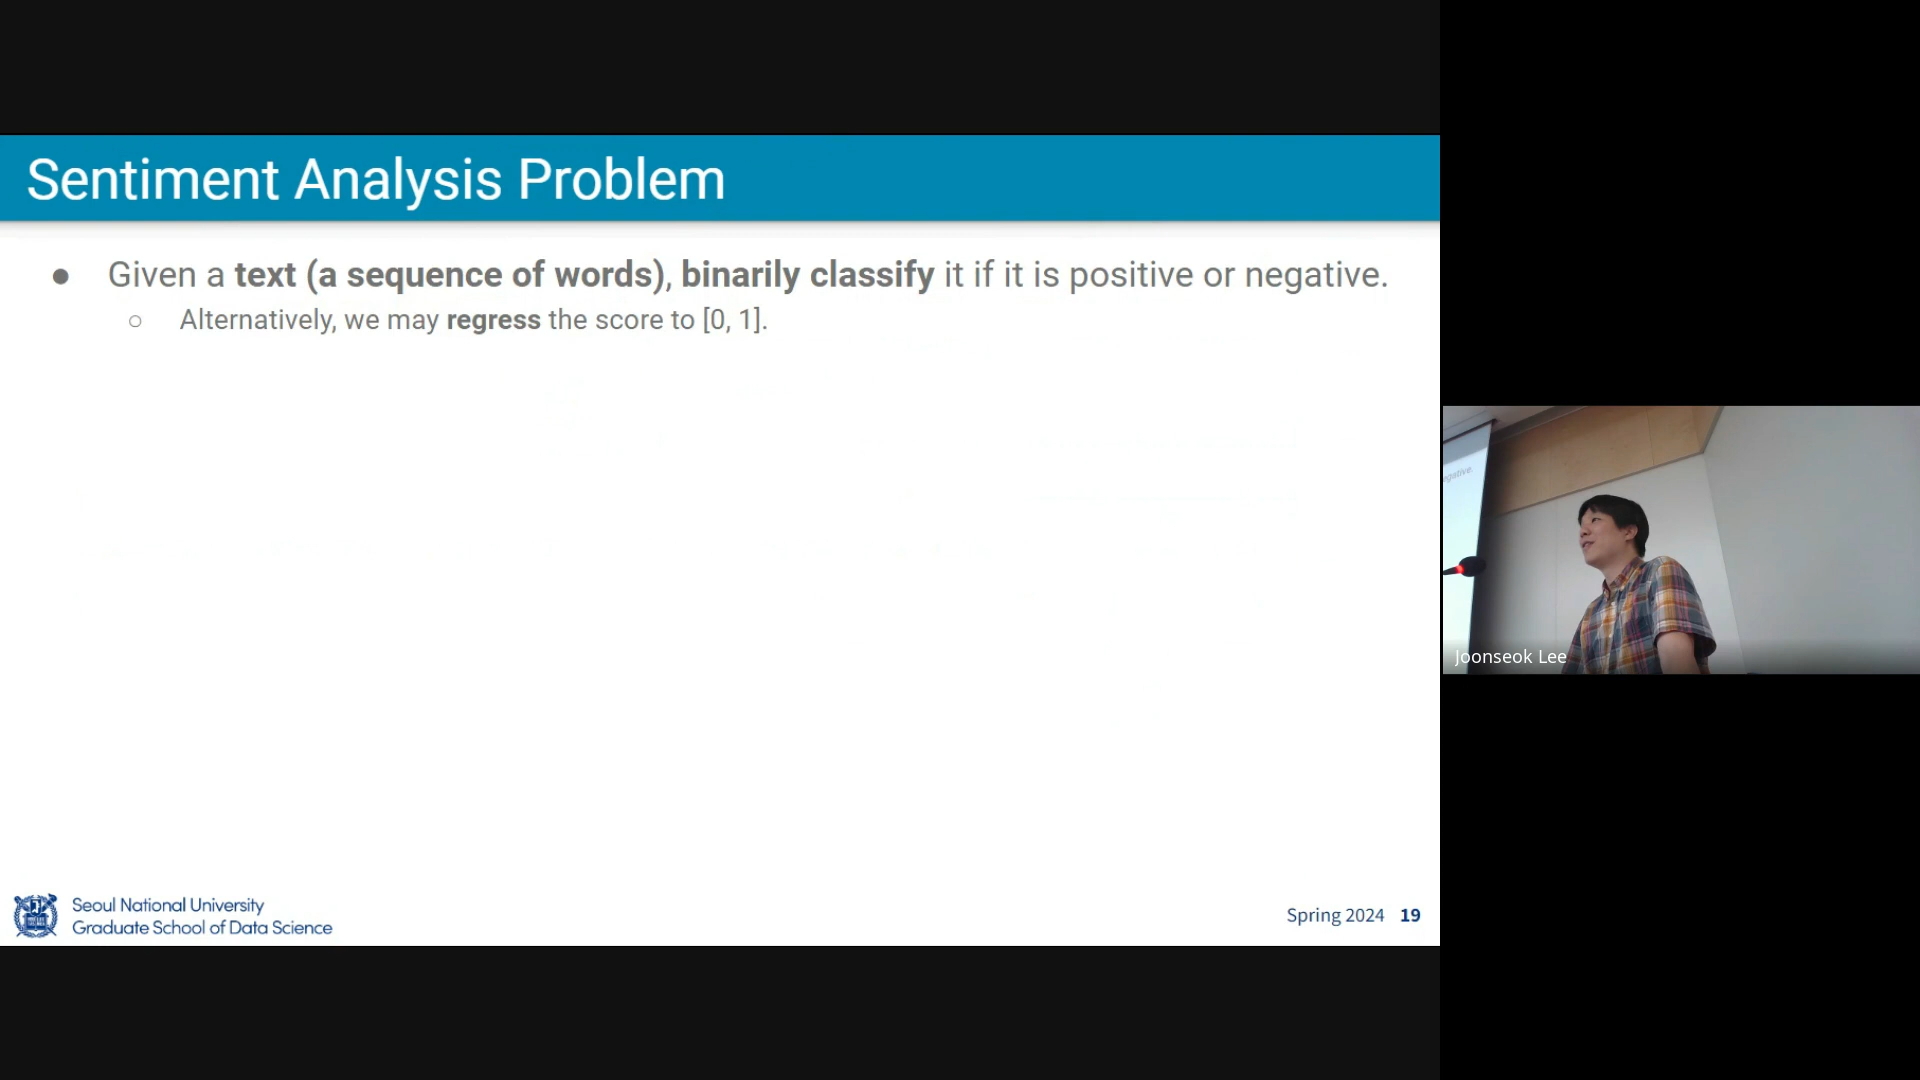 Sentiment Analysis Problem
● Given a text (a sequence of words), binarily classify it if it is positive or negative.
○ Alternatively, we may regress the score to [0, 1].
egative.
Joonseok Lee
Seoul National University
Graduate School of Data Science
Spring 2024 19